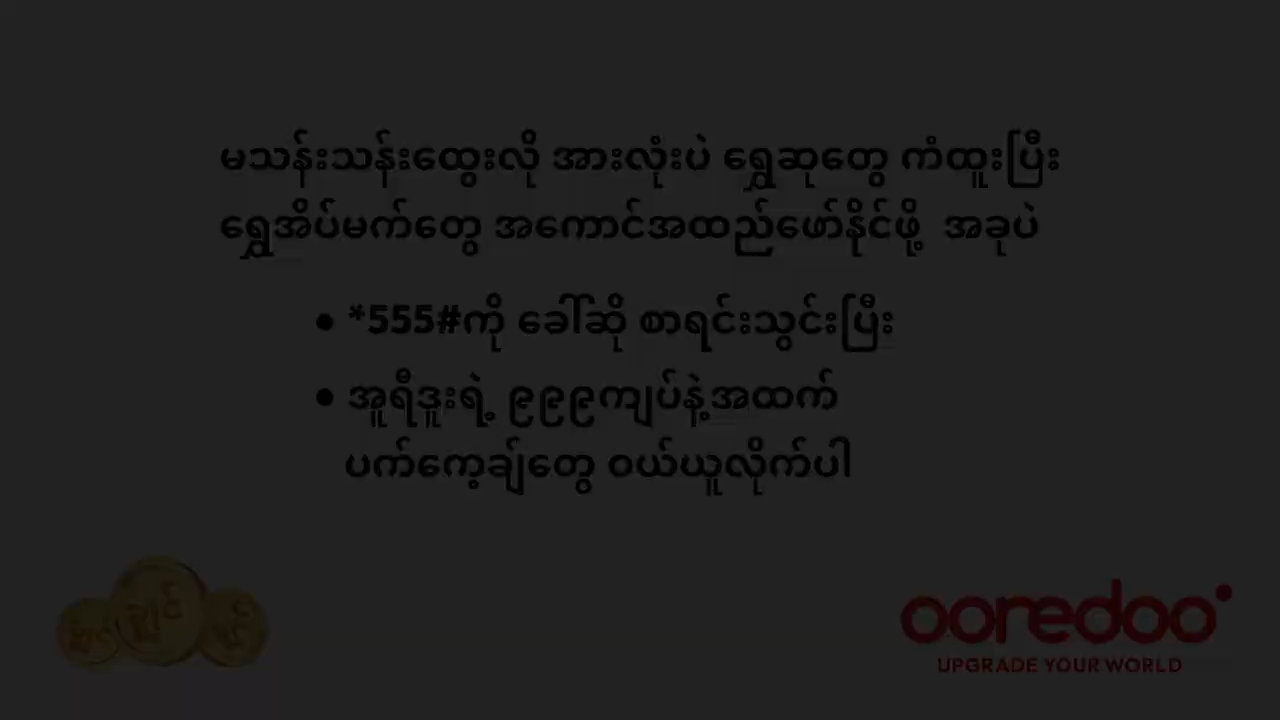 မသန်းသန်းထွေးလို အားလုံးပဲ ရွှေဆုတွေ ကံထူးပြီး
ရွှေအိပ်မက်တွေ အကောင်အထည်ဖော်နိုင်ဖို့ အခုပဲ
• *555#ကို ခေါ်ဆို စာရင်းသွင်းပြီး
• အူရီဒူးရဲ့ ၉၉၉ကျပ်နဲ့အထက်
ပက်ကေ့ချ်တွေ ဝယ်ယူလိုက်ပါ
ooredoo
UPGRADE YOUR WORLD